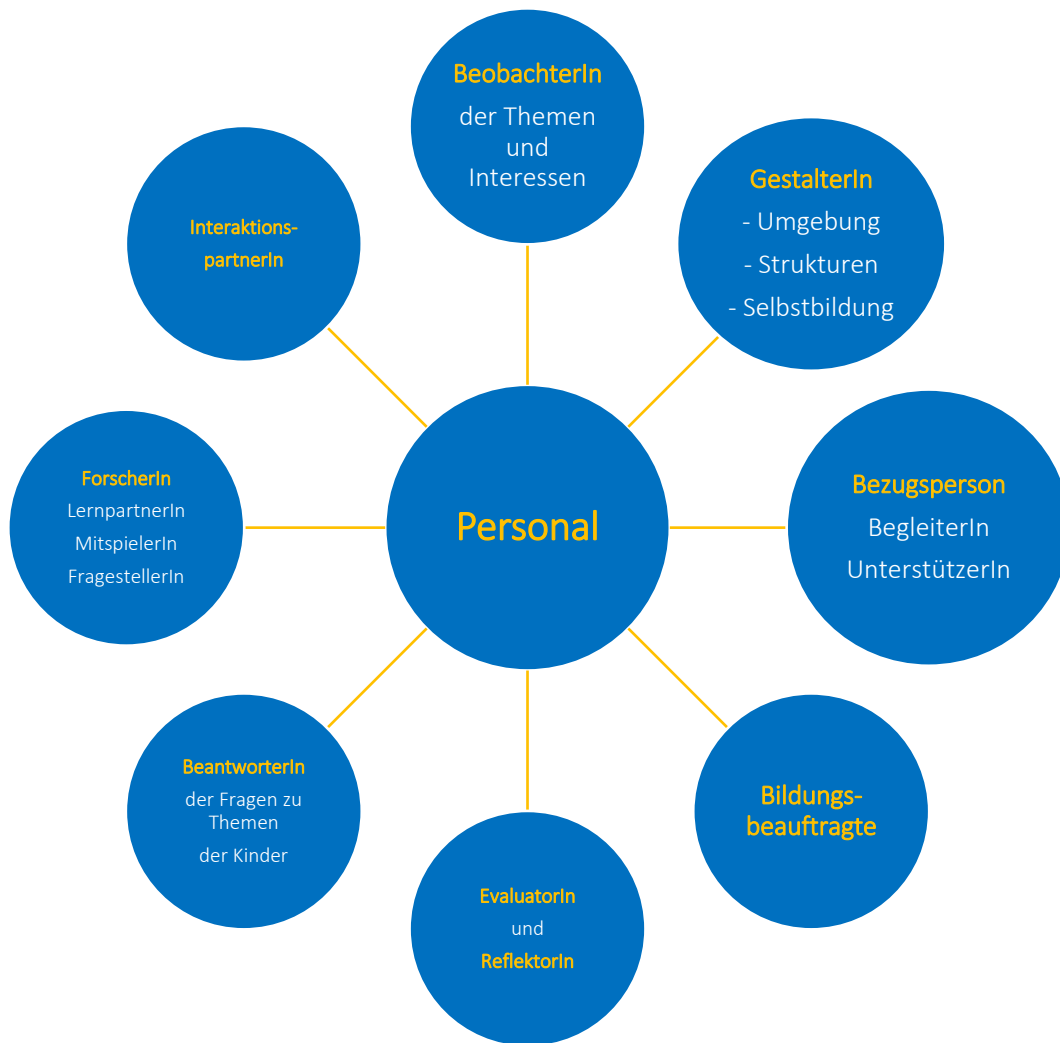 BeobachterIn
der Themen
und
Interessen
GestalterIn
- Umgebung
- Strukturen
- Selbstbildung
Interaktions-
partnerIn
ForscherIn
LernpartnerIn
MitspielerIn
FragestellerIn
Personal
Bezugsperson
BegleiterIn
UnterstützerIn
BeantworterIn
der Fragen zu
Themen
der Kinder
Bildungs-
beauftragte
EvaluatorIn
und
ReflektorIn